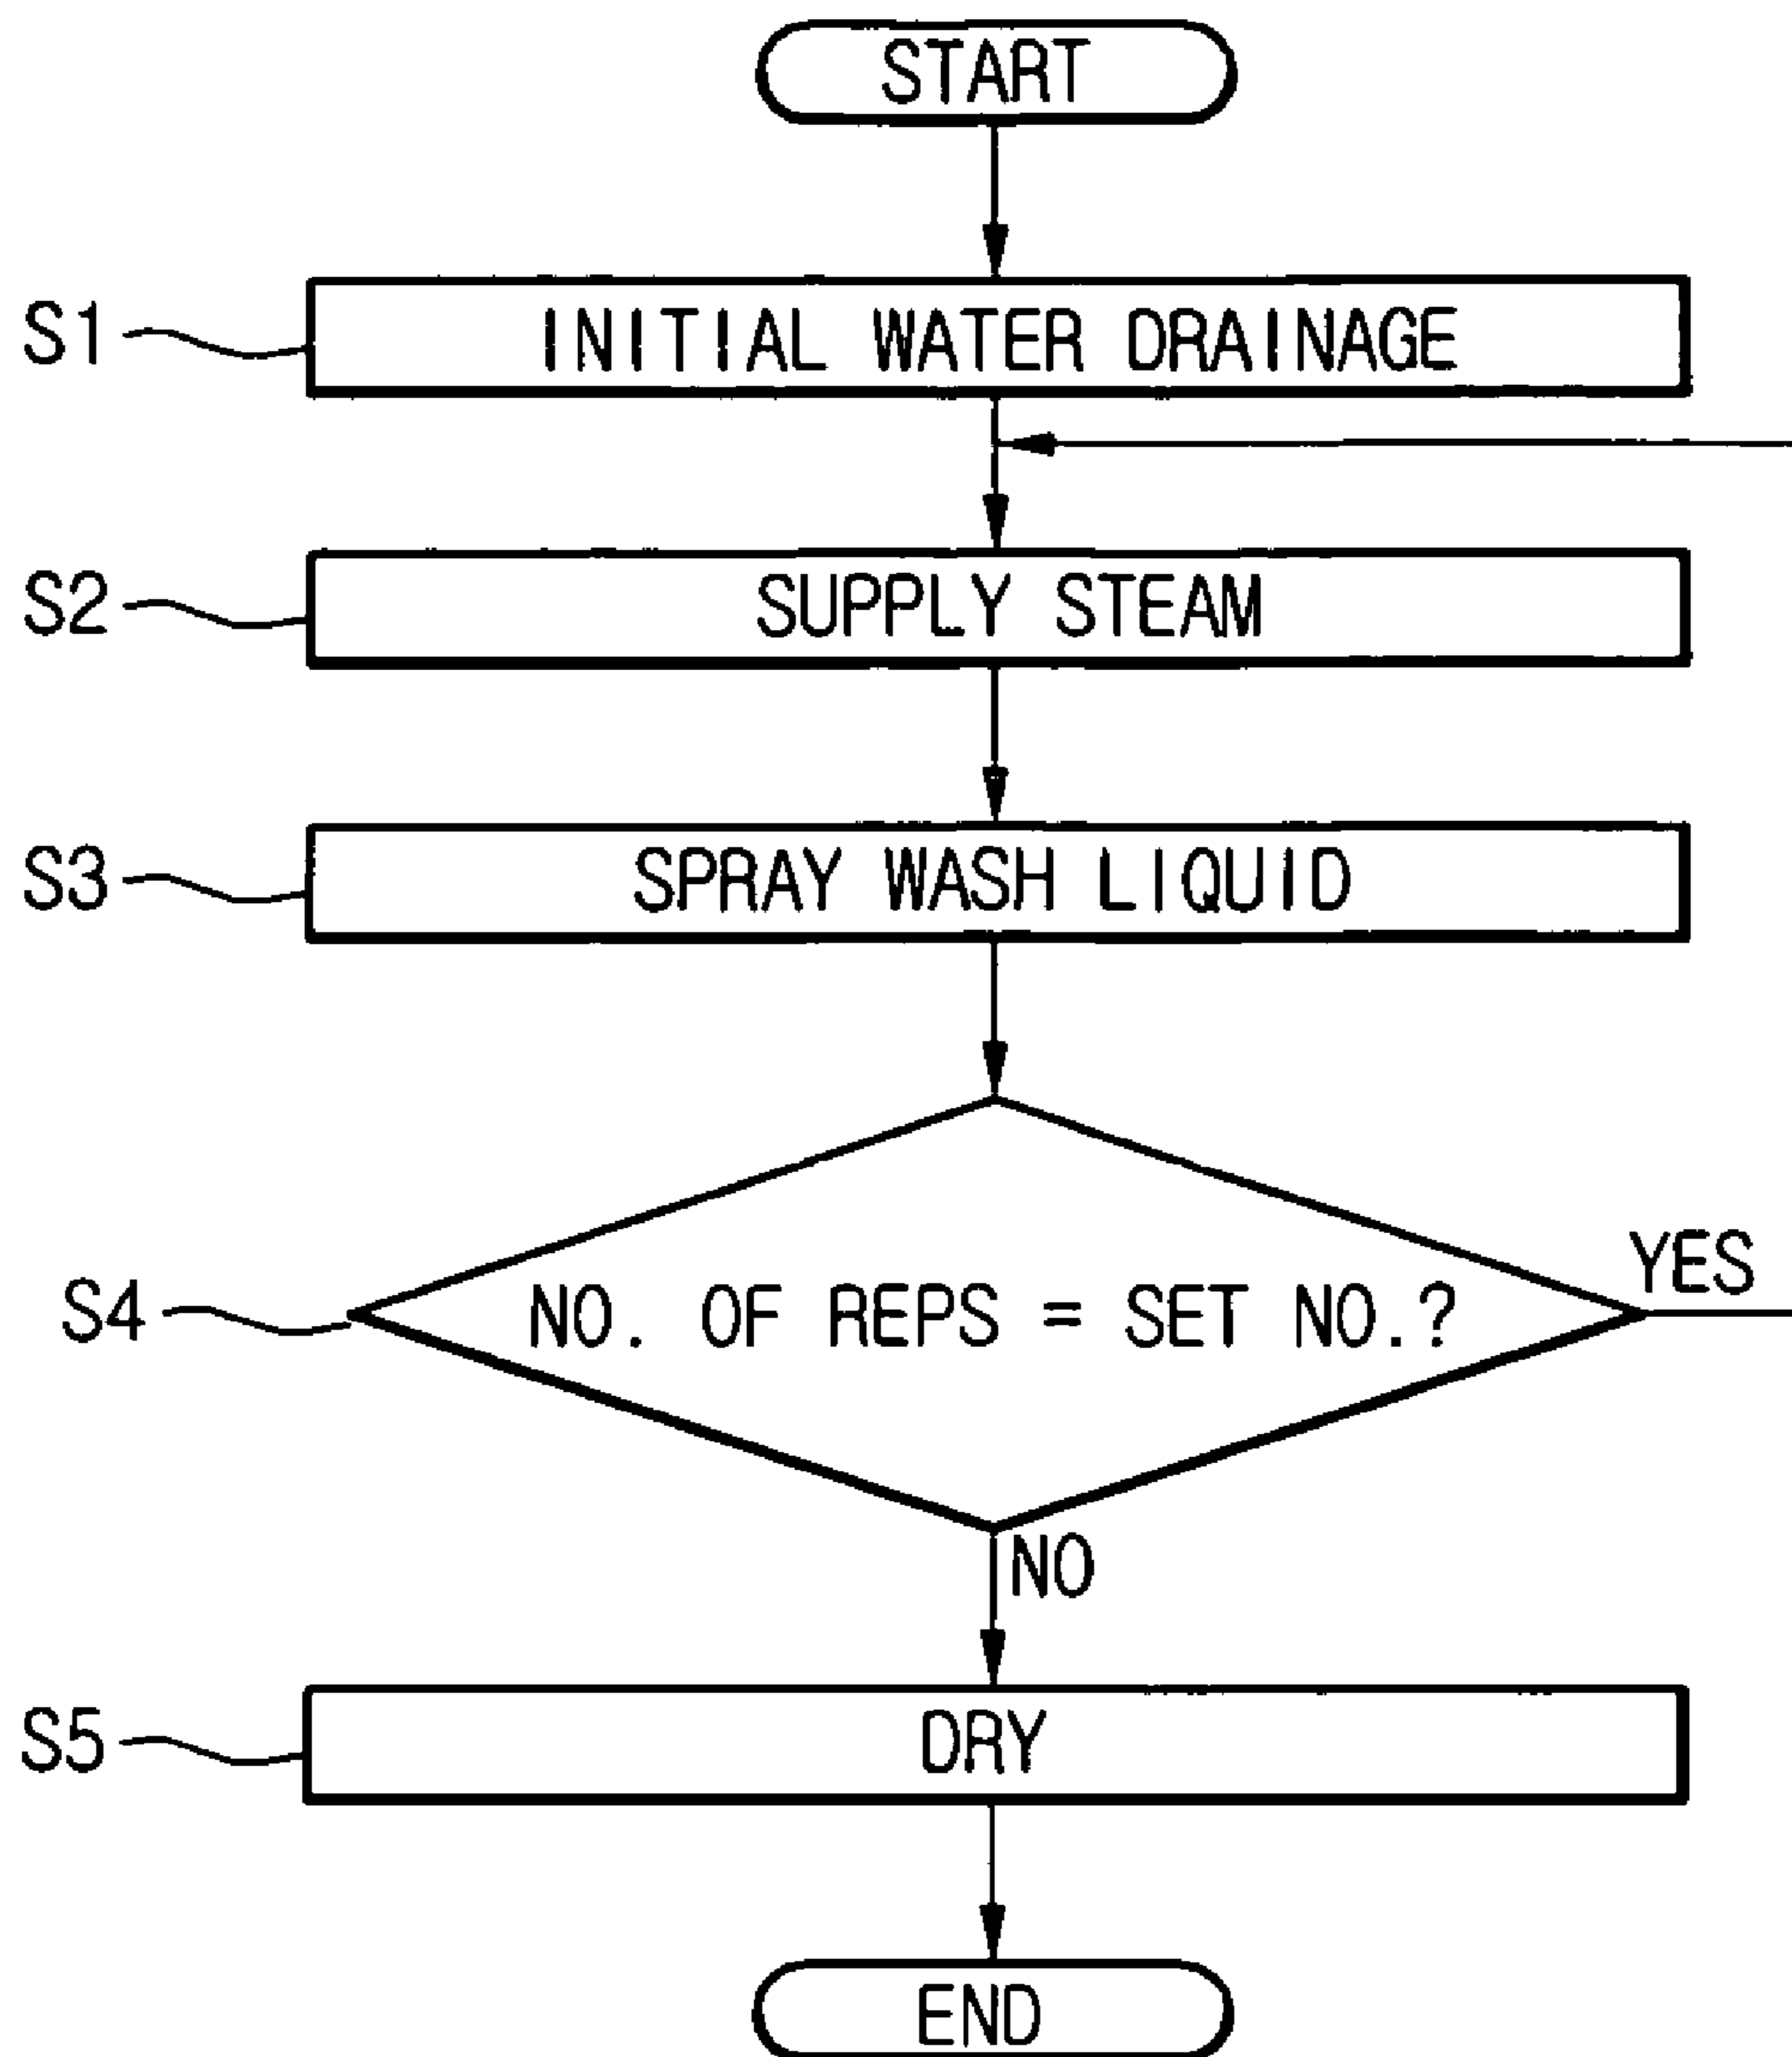 START
S1 INITIAL WATER DRAINAGE
S2 SUPPLY STEAM
S3 SPRAY WASH LIQUID
YES
S4 NO. OF REPS = SET NO.?
NO
S5 DRY
END